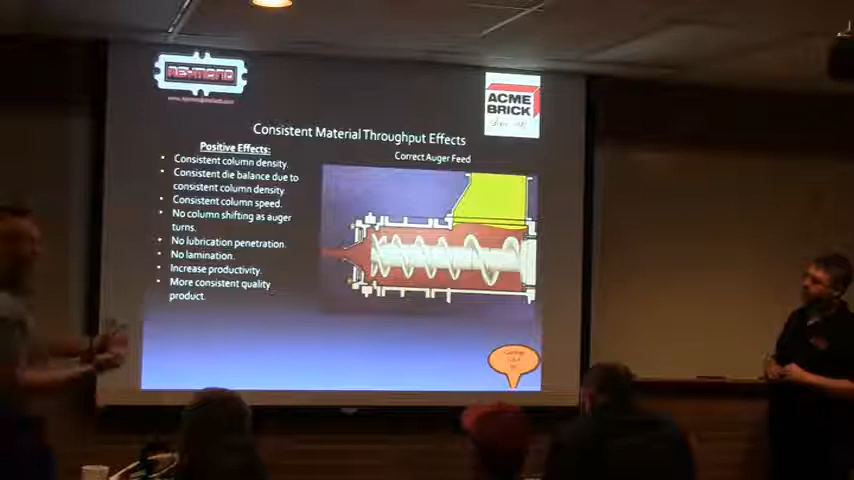 RE-MOND
ACME
BRICK
Consistent Material Throughput Effects
Correct Auger Feed
Positive Effects:
• Consistent column density.
• Consistent die balance due to
consistent column density
• Consistent column speed.
• No column shifting as auger
turns.
• No lubrication penetration.
• No lamination.
• Increase productivity.
• More consistent quality
product.